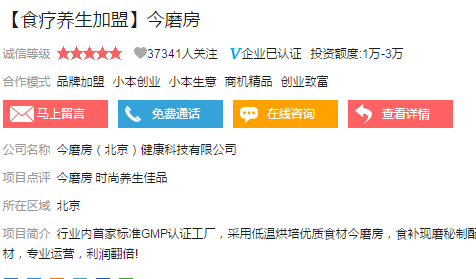 【食疗养生加盟】今磨房
诚信等级 37341人关注 V企业已认证 投资额度:1万-3万
合作模式 品牌加盟 小本创业 小本生意 商机精品 创业致富
马上留言 免费通话 在线咨询 查看详情
公司名称 今磨房（北京）健康科技有限公司
项目点评 今磨房 时尚养生佳品
所在区域 北京
项目简介 行业内首家标准GMP认证工厂，采用低温烘培优质食材今磨房，食补现磨秘制配
材，专业运营，利润翻倍!